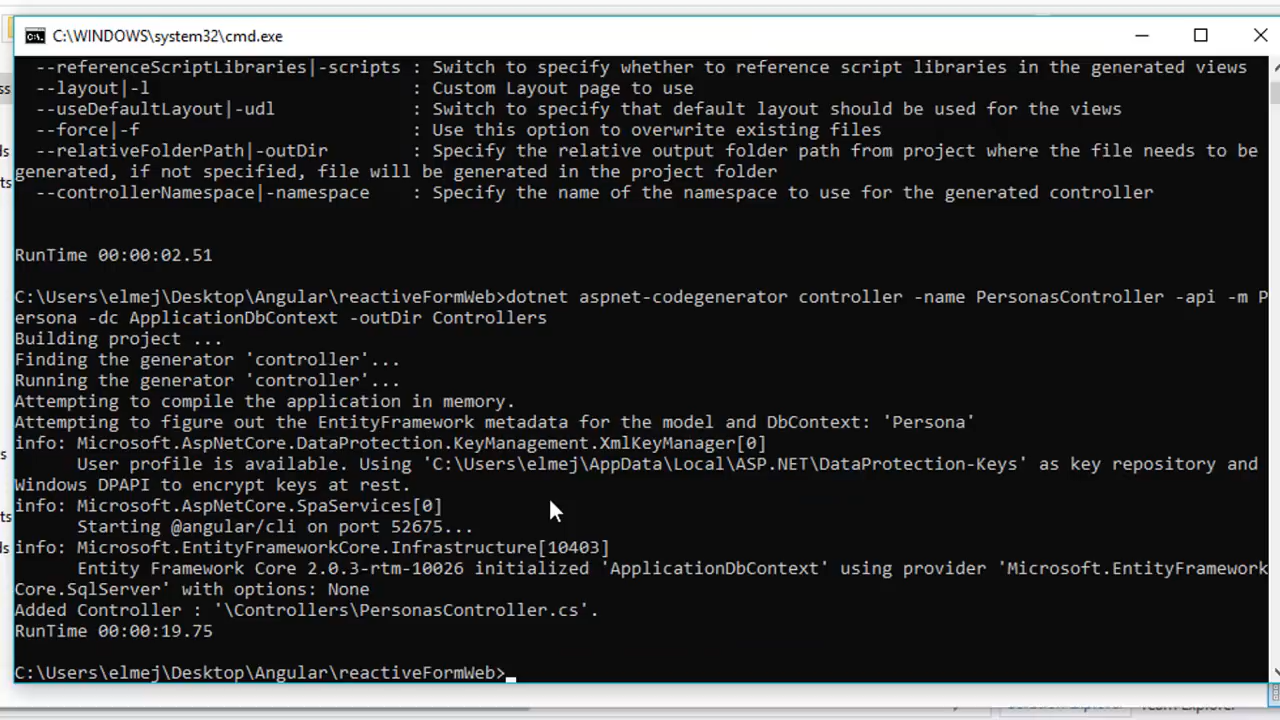 C:\WINDOWS\system32\cmd.exe
--referenceScriptLibraries|-scripts : Switch to specify whether to reference script libraries in the generated views
--layout|-l : Custom Layout page to use
--useDefaultLayout|-udl : Switch to specify that default layout should be used for the views
--force|-f : Use this option to overwrite existing files
--relativeFolderPath|-outDir : Specify the relative output folder path from project where the file needs to be
generated, if not specified, file will be generated in the project folder
--controllerNamespace|-namespace : Specify the name of the namespace to use for the generated controller
RunTime 00:00:02.51
C:\Users\elmej\Desktop\Angular\reactiveFormWeb>dotnet aspnet-codegenerator controller -name PersonasController -api -m P
ersona -dc ApplicationDbContext -outDir Controllers
Building project ...
Finding the generator 'controller'...
Running the generator 'controller'...
Attempting to compile the application in memory.
Attempting to figure out the EntityFramework metadata for the model and DbContext: 'Persona'
info: Microsoft.AspNetCore.DataProtection.KeyManagement.XmlKeyManager[0]
User profile is available. Using 'C:\Users\elmej\AppData\Local\ASP.NET\DataProtection-Keys' as key repository and
Windows DPAPI to encrypt keys at rest.
info: Microsoft.AspNetCore.SpaServices[0]
Starting @angular/cli on port 52675...
info: Microsoft.EntityFrameworkCore.Infrastructure[10403]
Entity Framework Core 2.0.3-rtm-10026 initialized 'ApplicationDbContext' using provider 'Microsoft.EntityFramework
Core.SqlServer' with options: None
Added Controller : '\Controllers\PersonasController.cs'.
RunTime 00:00:19.75
C:\Users\elmej\Desktop\Angular\reactiveFormWeb>